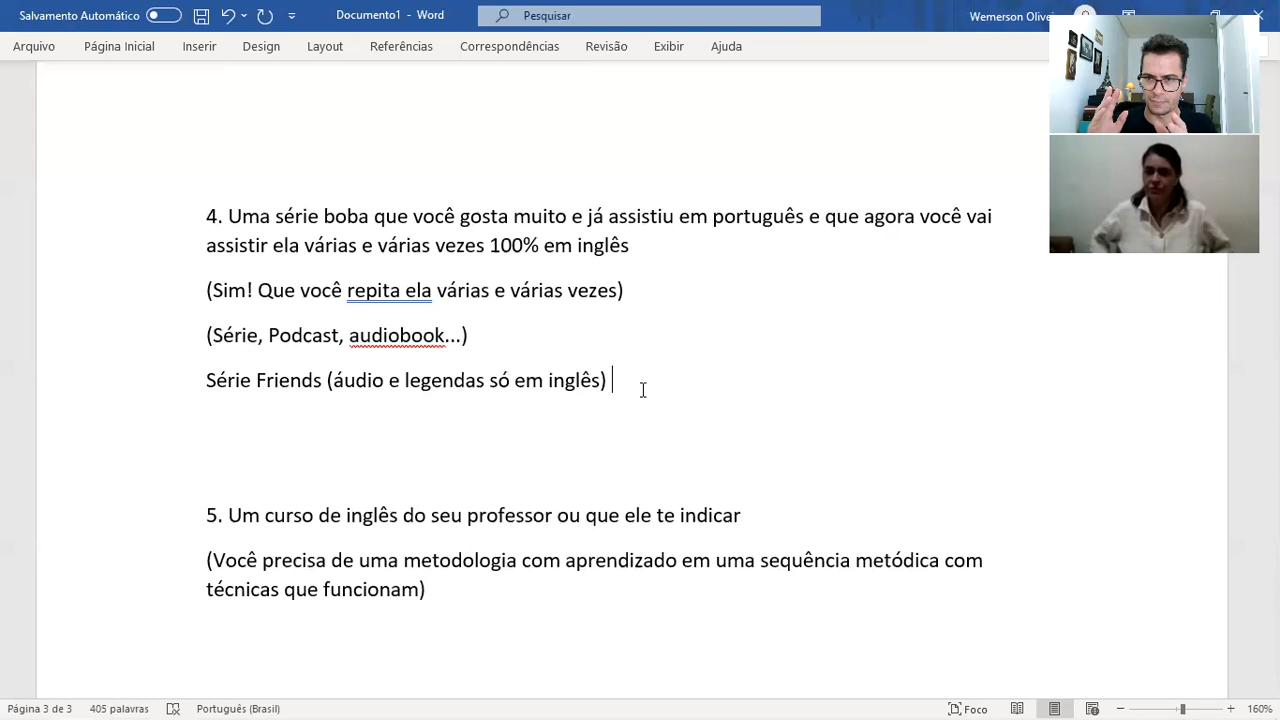 Salvamento Automático
Documento1 - Word
Pesquisar
Wemerson Olive
Arquivo Página Inicial Inserir Design Layout Referências Correspondências Revisão Exibir Ajuda
4. Uma série boba que você gosta muito e já assistiu em português e que agora você vai
assistir ela várias e várias vezes 100% em inglês
(Sim! Que você repita ela várias e várias vezes)
(Série, Podcast, audiobook...)
Série Friends (áudio e legendas só em inglês)
5. Um curso de inglês do seu professor ou que ele te indicar
(Você precisa de uma metodologia com aprendizado em uma sequência metódica com
técnicas que funcionam)
Página 3 de 3 405 palavras Português (Brasil) Foco 160%